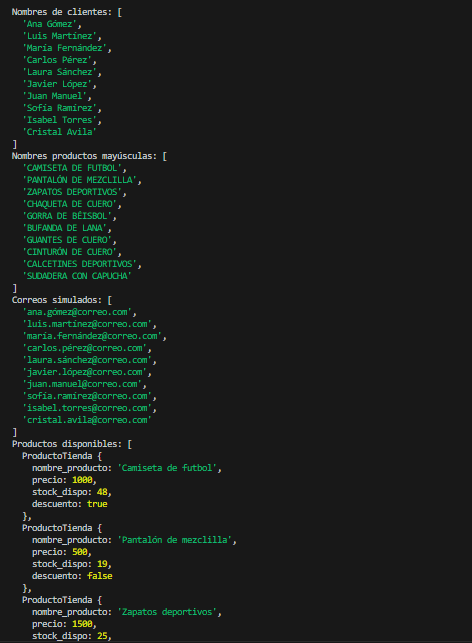 Nombres de clientes: [
  'Ana Gómez',
  'Luis Martínez',
  'María Fernández',
  'Carlos Pérez',
  'Laura Sánchez',
  'Javier López',
  'Juan Manuel',
  'Sofía Ramírez',
  'Isabel Torres',
  'Cristal Avila'
]
Nombres productos mayúsculas: [
  'CAMISETA DE FUTBOL',
  'PANTALÓN DE MEZCLILLA',
  'ZAPATOS DEPORTIVOS',
  'CHAQUETA DE CUERO',
  'GORRA DE BÉISBOL',
  'BUFANDA DE LANA',
  'GUANTES DE CUERO',
  'CINTURÓN DE CUERO',
  'CALCETINES DEPORTIVOS',
  'SUDADERA CON CAPUCHA'
]
Correos simulados: [
  'ana.gómez@correo.com',
  'luis.martínez@correo.com',
  'maría.fernández@correo.com',
  'carlos.pérez@correo.com',
  'laura.sánchez@correo.com',
  'javier.lópez@correo.com',
  'juan.manuel@correo.com',
  'sofía.ramírez@correo.com',
  'isabel.torres@correo.com',
  'cristal.avila@correo.com'
]
Productos disponibles: [
  ProductoTienda {
    nombre_producto: 'Camiseta de futbol',
    precio: 1000,
    stock_dispo: 48,
    descuento: true
  },
  ProductoTienda {
    nombre_producto: 'Pantalón de mezclilla',
    precio: 500,
    stock_dispo: 19,
    descuento: false
  },
  ProductoTienda {
    nombre_producto: 'Zapatos deportivos',
    precio: 1500,
    stock_dispo: 25,